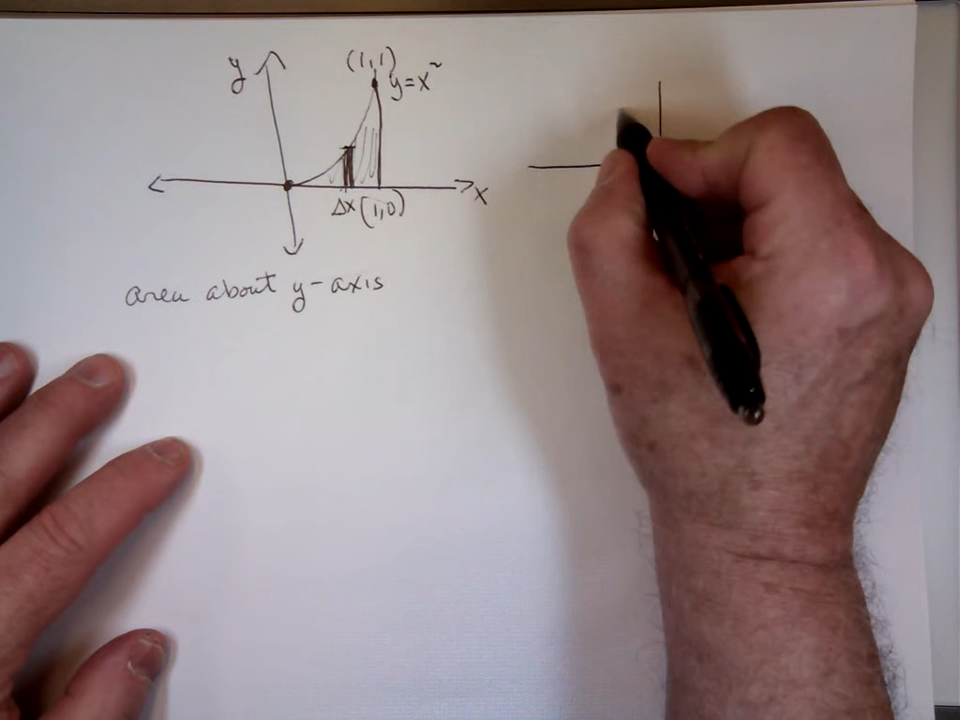 (1,1)
y
y=x²
x
Δx (1,0)
area about y-axis